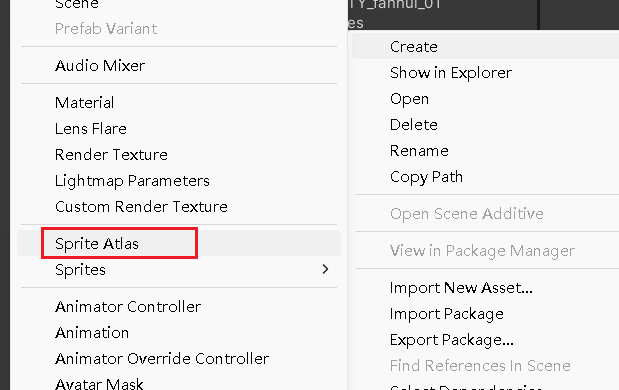 Scene
Prefab Variant
Audio Mixer
Material
Lens Flare
Render Texture
Lightmap Parameters
Custom Render Texture
Sprite Atlas
Sprites
Animator Controller
Animation
Animator Override Controller
Avatar Mask
es
Create
Show in Explorer
Open
Delete
Rename
Copy Path
Open Scene Additive
View in Package Manager
Import New Asset...
Import Package
Export Package...
Find References In Scene
Select Dependencies